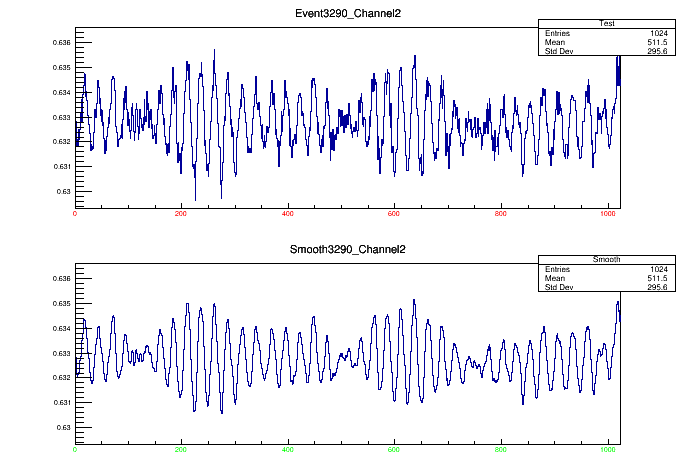 Event3290_Channel2
Test
Entries 1024
Mean 511.5
Std Dev 295.6
0.636
0.635
0.634
0.633
0.632
0.631
0.63
0 200 400 600 800 1000
Smooth3290_Channel2
Smooth
Entries 1024
Mean 511.5
Std Dev 295.6
0.636
0.635
0.634
0.633
0.632
0.631
0.63
0 200 400 600 800 1000